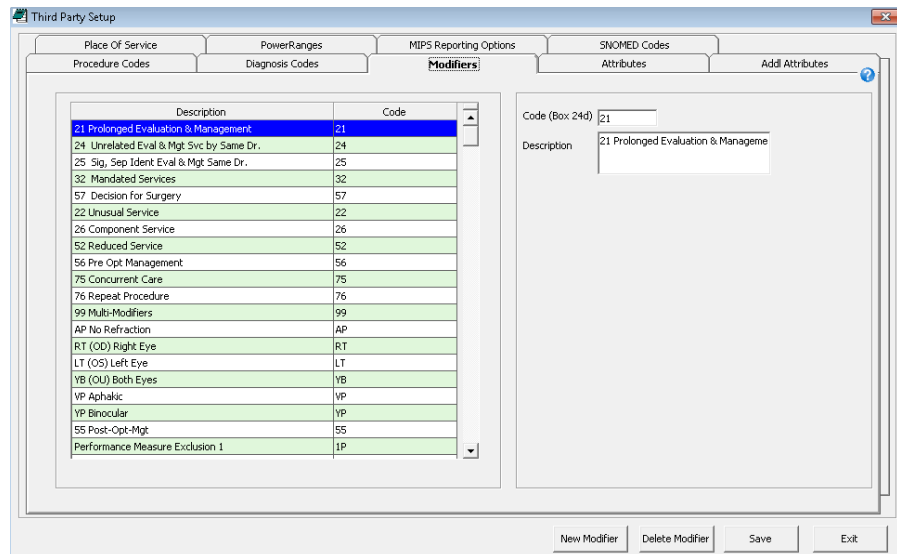 Third Party Setup
Place Of Service PowerRanges MIPS Reporting Options SNOMED Codes
Procedure Codes Diagnosis Codes Modifiers Attributes Addl Attributes
?
Description Code
21 Prolonged Evaluation & Management 21
24 Unrelated Eval & Mgt Svc by Same Dr. 24
25 Sig, Sep Ident Eval & Mgt Same Dr. 25
32 Mandated Services 32
57 Decision for Surgery 57
22 Unusual Service 22
26 Component Service 26
52 Reduced Service 52
56 Pre Opt Management 56
75 Concurrent Care 75
76 Repeat Procedure 76
99 Multi-Modifiers 99
AP No Refraction AP
RT (OD) Right Eye RT
LT (OS) Left Eye LT
YB (OU) Both Eyes YB
VP Aphakic VP
YP Binocular YP
55 Post-Opt-Mgt 55
Performance Measure Exclusion 1 1P
Code (Box 24d) 21
Description 21 Prolonged Evaluation & Manageme
New Modifier Delete Modifier Save Exit